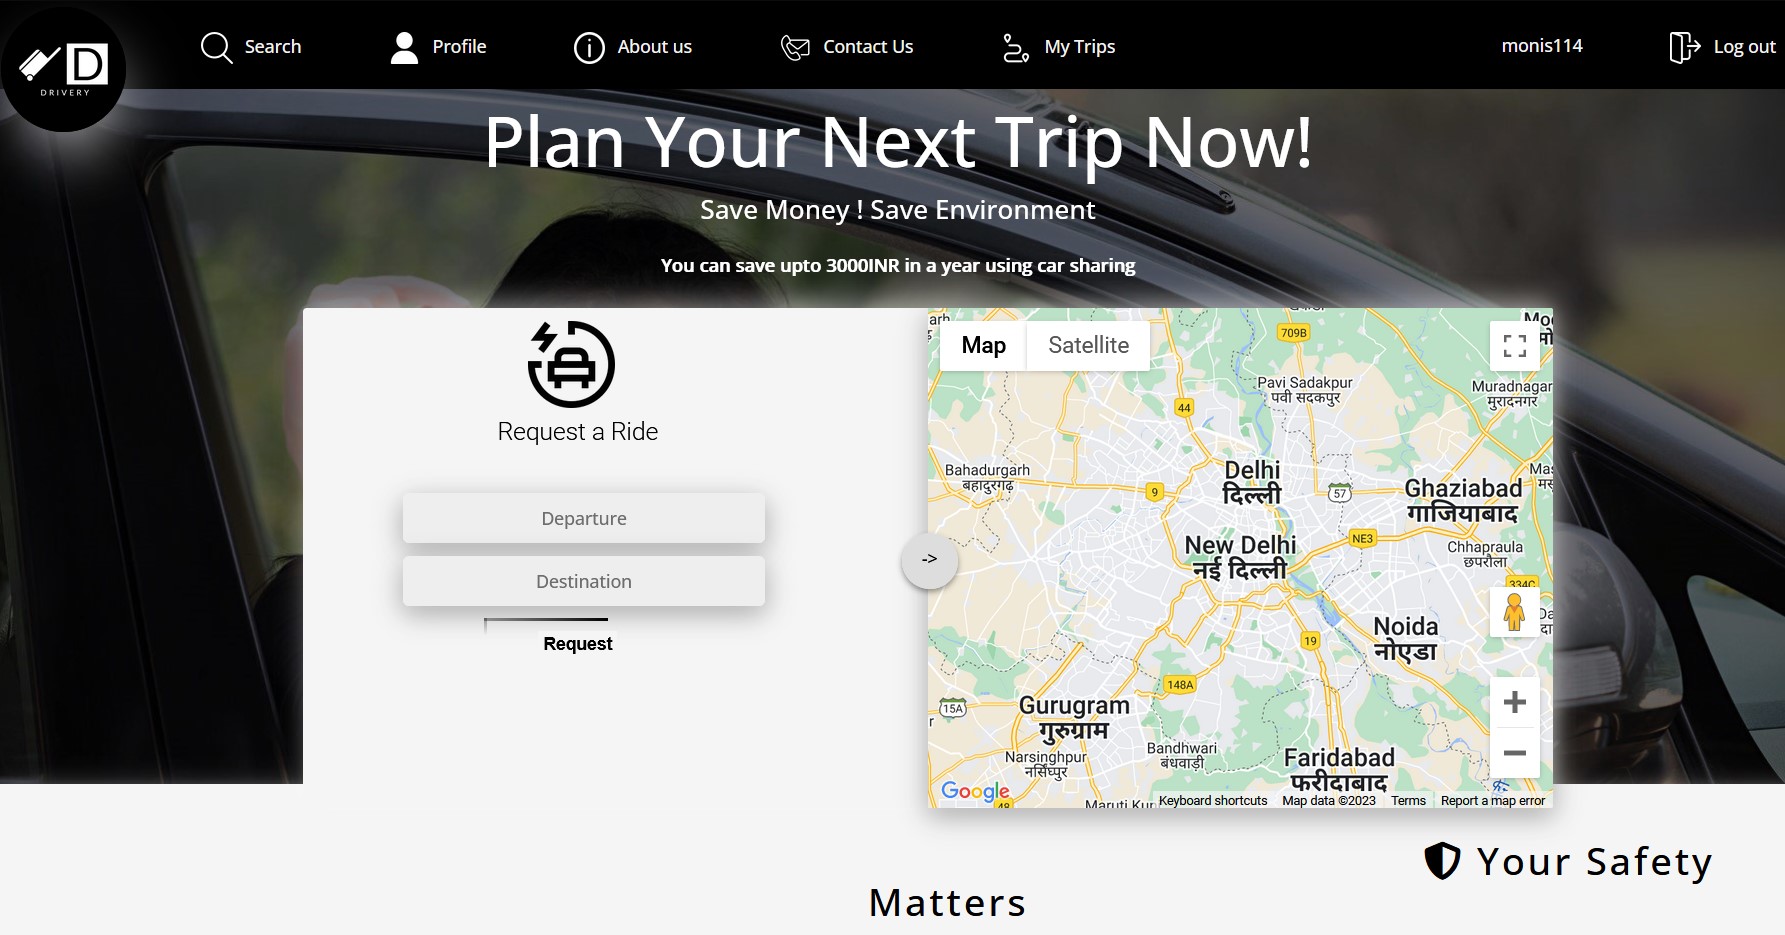 D
DRIVERY
Search
Profile
About us
Contact Us
My Trips
monis114
Log out
Plan Your Next Trip Now!
Save Money ! Save Environment
You can save upto 3000INR in a year using car sharing
Request a Ride
Departure
Destination
Request
->
Map
Satellite
709B
Pavi Sadakpur
पवी सदकपुर
Muradnagar
मुरादनगर
44
Bahadurgarh
बहादुरगढ़
9
Delhi
दिल्ली
57
Ghaziabad
गाजियाबाद
New Delhi
नई दिल्ली
NE3
Chhapraula
छपरौला
334C
Noida
नोएडा
19
148A
15A
Gurugram
गुरुग्राम
Bandhwari
बंधवाड़ी
Narsinghpur
नर्सिंघपुर
Faridabad
फरीदाबाद
Google
48
Keyboard shortcuts
Map data ©2023
Terms
Report a map error
Your Safety
Matters